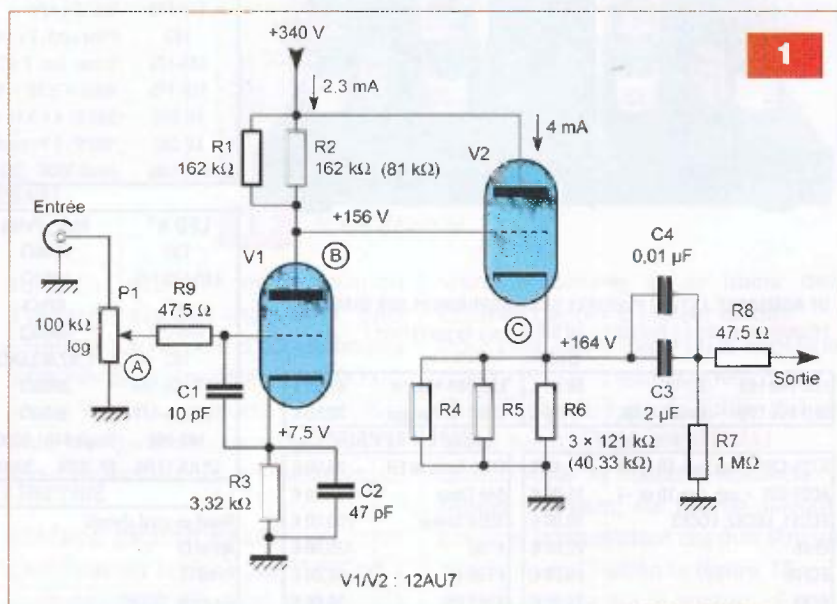 1
+340 V
2.3 mA
4 mA
R1
162 kΩ
R2
162 kΩ (81 kΩ)
V2
Entrée
+156 V
V1
B
P1
100 kΩ
log
A
R9
47.5 Ω
C1
10 pF
C
+164 V
C4
0,01 µF
R8
47.5 Ω
Sortie
C3
2 µF
R4
R5
R6
3 × 121 kΩ
(40.33 kΩ)
R7
1 MΩ
+7.5 V
R3
3,32 kΩ
C2
47 pF
V1/V2 : 12AU7